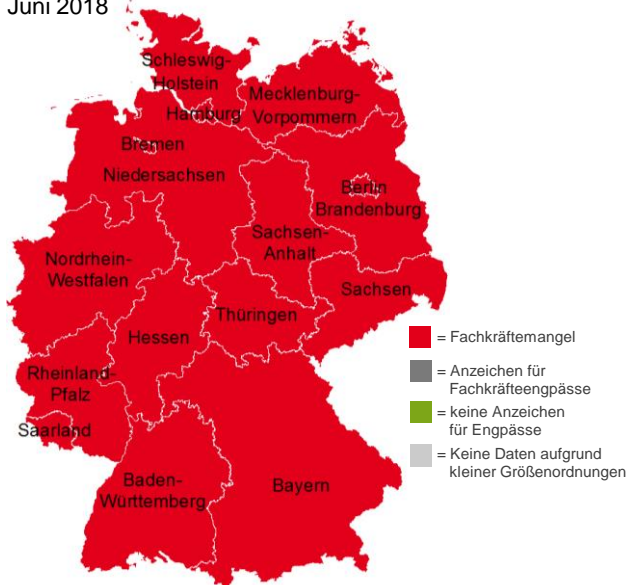 Juni 2018
Schleswig-
Holstein
Mecklenburg-
Vorpommern
Hamburg
Bremen
Niedersachsen
Berlin
Brandenburg
Sachsen-
Anhalt
Nordrhein-
Westfalen
Sachsen
Thüringen
Hessen
Rheinland-
Pfalz
Saarland
Baden-
Württemberg
Bayern
= Fachkräftemangel
= Anzeichen für
Fachkräfteengpässe
= keine Anzeichen
für Engpässe
= Keine Daten aufgrund
kleiner Größenordnungen